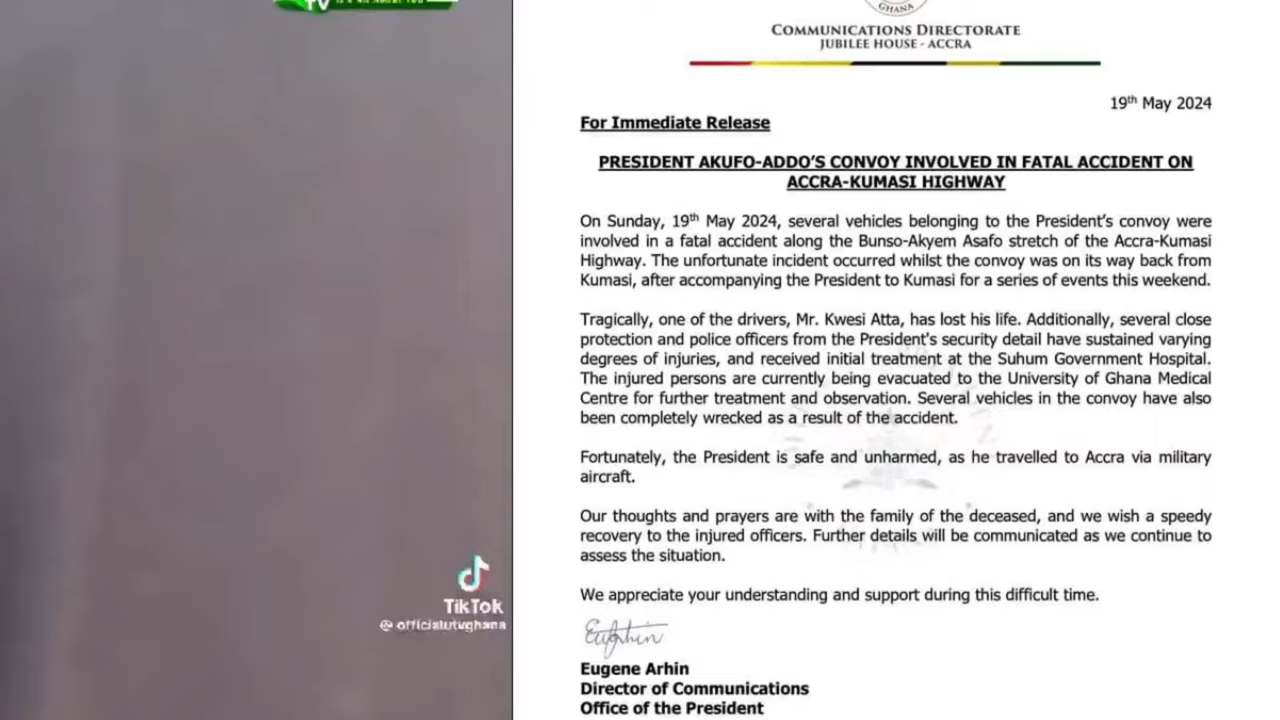 TV
GHANA
COMMUNICATIONS DIRECTORATE
JUBILEE HOUSE - ACCRA
19th May 2024
For Immediate Release
PRESIDENT AKUFO-ADDO'S CONVOY INVOLVED IN FATAL ACCIDENT ON
ACCRA-KUMASI HIGHWAY
On Sunday, 19th May 2024, several vehicles belonging to the President's convoy were
involved in a fatal accident along the Bunso-Akyem Asafo stretch of the Accra-Kumasi
Highway. The unfortunate incident occurred whilst the convoy was on its way back from
Kumasi, after accompanying the President to Kumasi for a series of events this weekend.
Tragically, one of the drivers, Mr. Kwesi Atta, has lost his life. Additionally, several close
protection and police officers from the President's security detail have sustained varying
degrees of injuries, and received initial treatment at the Suhum Government Hospital.
The injured persons are currently being evacuated to the University of Ghana Medical
Centre for further treatment and observation. Several vehicles in the convoy have also
been completely wrecked as a result of the accident.
Fortunately, the President is safe and unharmed, as he travelled to Accra via military
aircraft.
Our thoughts and prayers are with the family of the deceased, and we wish a speedy
recovery to the injured officers. Further details will be communicated as we continue to
assess the situation.
We appreciate your understanding and support during this difficult time.
Eugene Arhin
Director of Communications
Office of the President
TikTok
@ officialutvghana